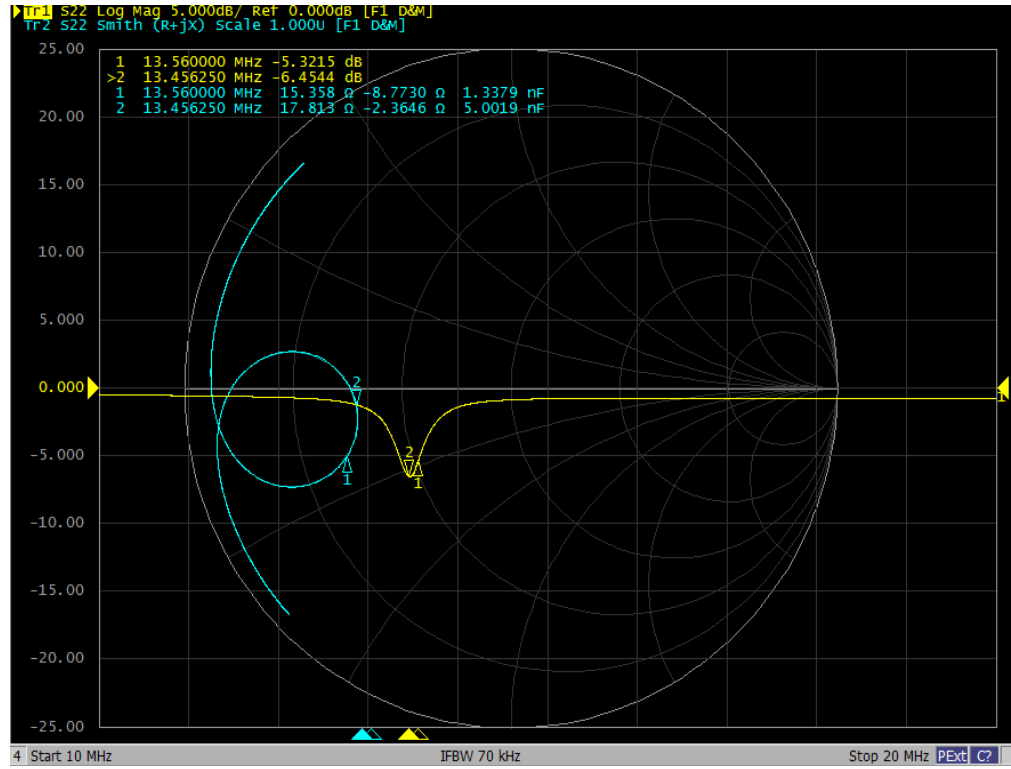 Tr1 S22 Log Mag 5.000dB/ Ref 0.000dB [F1 D&M]
Tr2 S22 Smith (R+jX) Scale 1.000U [F1 D&M]
25.00
1 13.560000 MHz -5.3215 dB
>2 13.456250 MHz -6.4544 dB
1 13.560000 MHz 15.358 Ω -8.7730 Ω 1.3379 nF
2 13.456250 MHz 17.813 Ω -2.3646 Ω 5.0019 nF
20.00
15.00
10.00
5.000
0.000
2
1
-5.000
2
1
1
-10.00
-15.00
-20.00
-25.00
4 Start 10 MHz IFBW 70 kHz Stop 20 MHz PExt C?